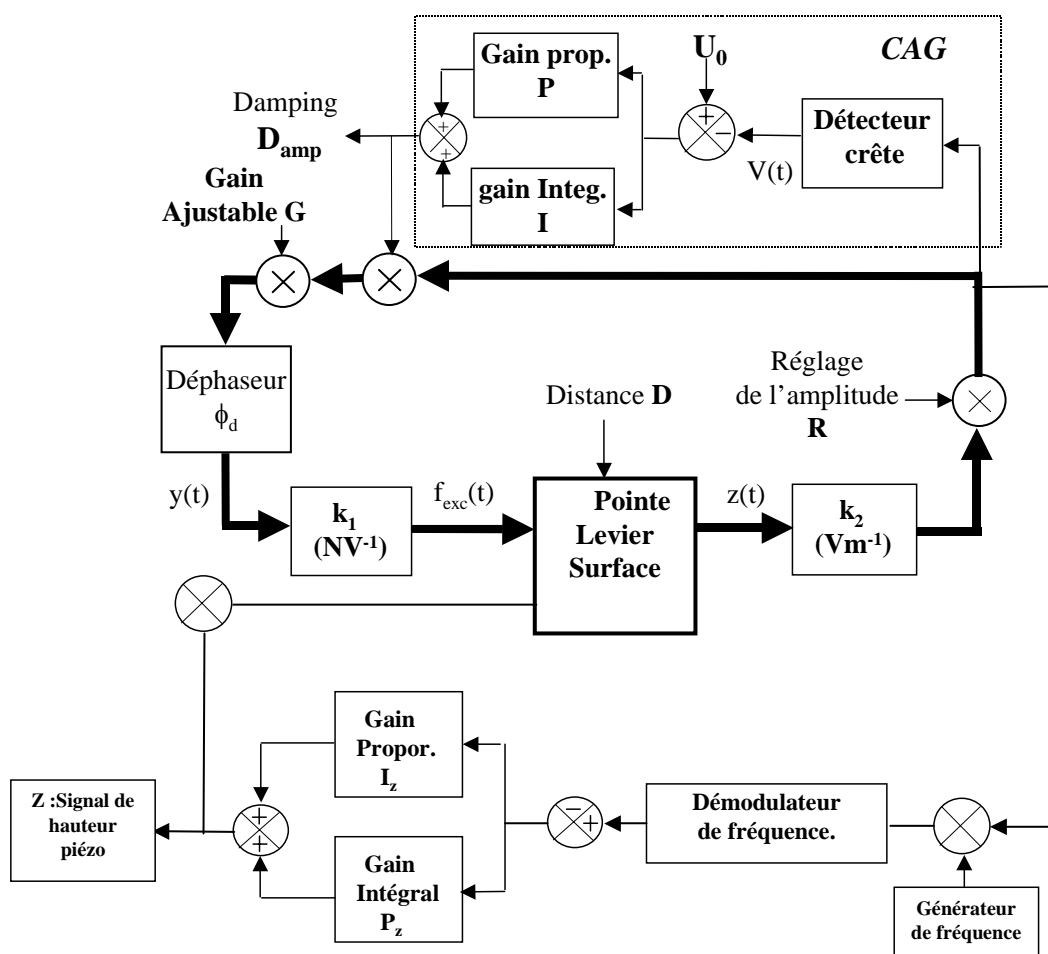 CAG
Gain prop.
P
U0
Détecteur
crête
V(t)
+
−
+
+
gain Integ.
I
Damping
Damp
Gain
Ajustable G
Déphaseur
ϕd
Réglage
de l’amplitude
R
Distance D
y(t)
k1
(NV-1)
fexc(t)
Pointe
Levier
Surface
z(t)
k2
(Vm-1)
Gain
Propor.
Iz
Z :Signal de
hauteur
piézo
+
+
Gain
Intégral
Pz
−
+
Démodulateur
de fréquence.
Générateur
de fréquence